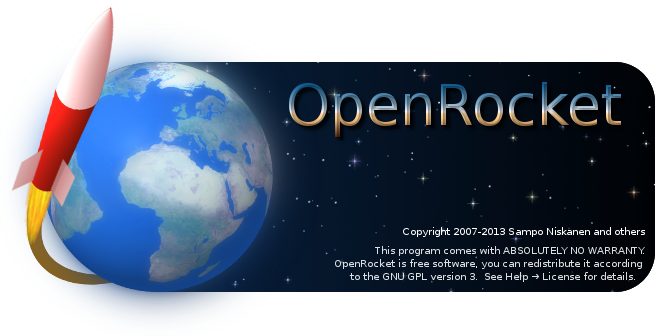 OpenRocket
Copyright 2007-2013 Sampo Niskanen and others
This program comes with ABSOLUTELY NO WARRANTY.
OpenRocket is free software, you can redistribute it according
to the GNU GPL version 3. See Help → License for details.